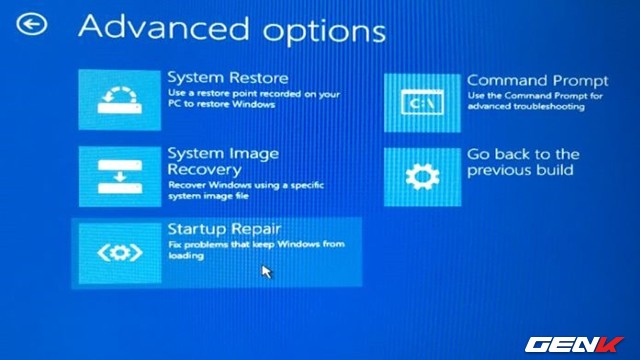 Advanced options
System Restore
Use a restore point recorded on your
PC to restore Windows
Command Prompt
C:\
Use the Command Prompt for
advanced troubleshooting
System Image
Recovery
Recover Windows using a specific
system image file
Go back to the
previous build
Startup Repair
Fix problems that keep Windows from
loading
GENK